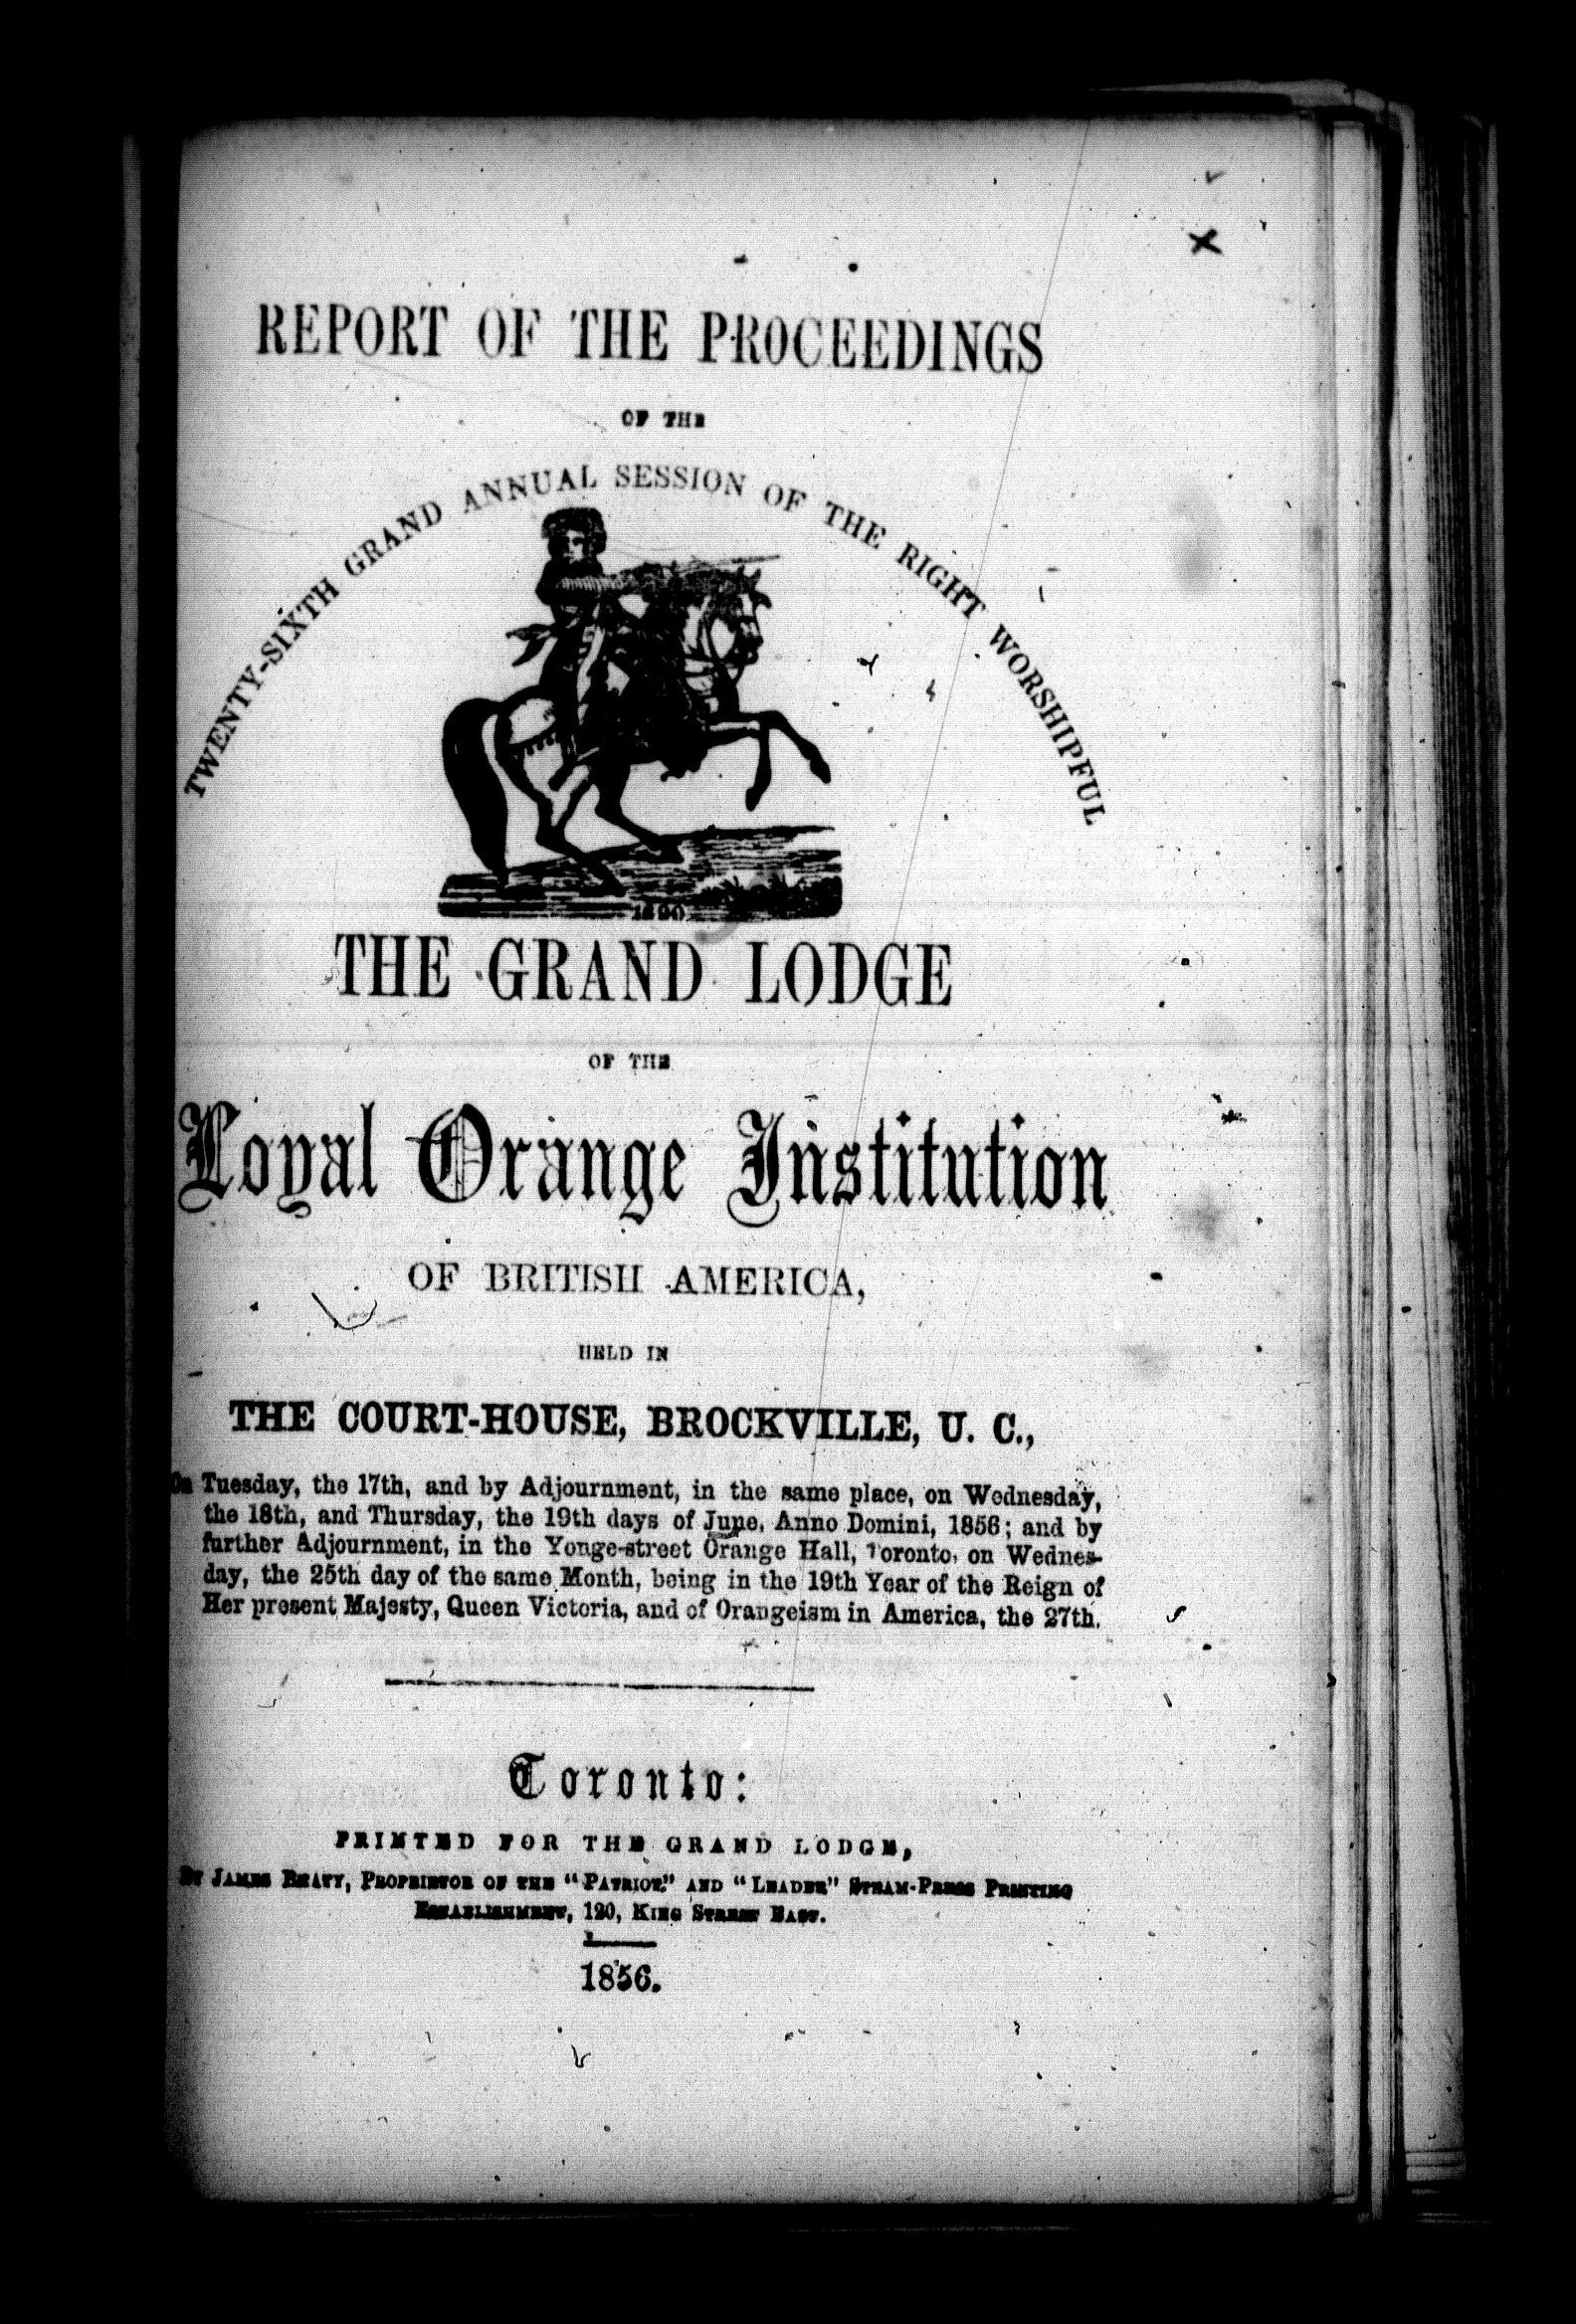 REPORT OF THE PROCEEDINGS
OF THE
TWENTY-SIXTH GRAND ANNUAL SESSION OF THE RIGHT WORSHIPFUL
1690
THE GRAND LODGE
OF THE
Loyal Orange Institution
OF BRITISH AMERICA,
HELD IN
THE COURT-HOUSE, BROCKVILLE, U. C.,
On Tuesday, the 17th, and by Adjournment, in the same place, on Wednesday,
the 18th, and Thursday, the 19th days of June, Anno Domini, 1856; and by
further Adjournment, in the Yonge-street Orange Hall, Toronto, on Wednes-
day, the 25th day of the same Month, being in the 19th Year of the Reign of
Her present Majesty, Queen Victoria, and of Orangeism in America, the 27th.
Toronto:
PRINTED FOR THE GRAND LODGE,
BY JAMES BEATY, PROPRIETOR OF THE "PATRIOT" AND "LEADER" STEAM-PRESS PRINTING
ESTABLISHMENT, 120, KING STREET EAST.
1856.